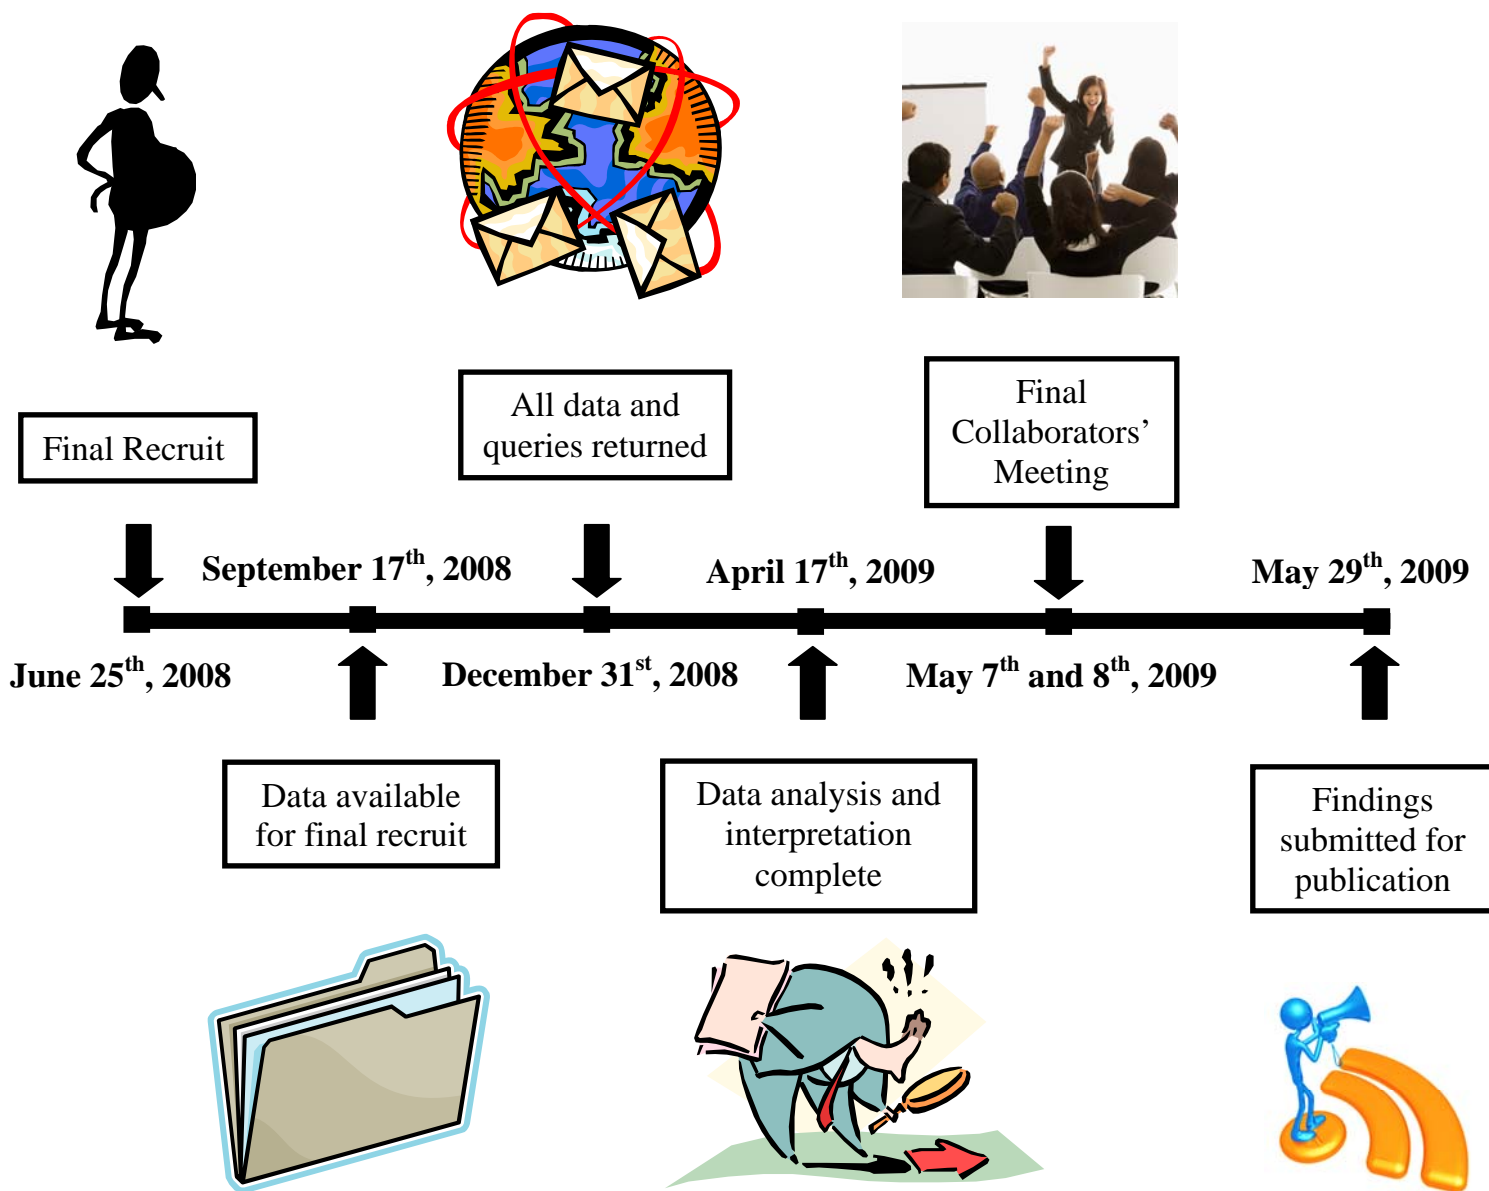 Final Recruit
All data and
queries returned
Final
Collaborators’
Meeting
September 17th, 2008
April 17th, 2009
May 29th, 2009
June 25th, 2008
December 31st, 2008
May 7th and 8th, 2009
Data available
for final recruit
Data analysis and
interpretation
complete
Findings
submitted for
publication